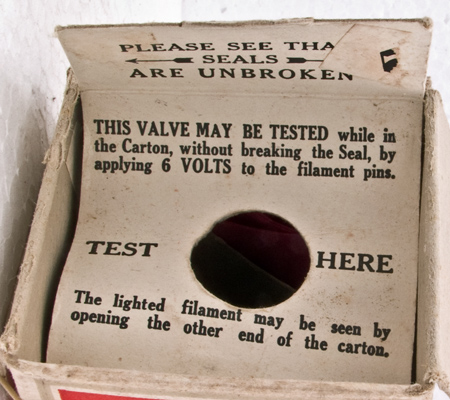 PLEASE SEE THA
SEALS
ARE UNBROKEN
THIS VALVE MAY BE TESTED while in
the Carton, without breaking the Seal, by
applying 6 VOLTS to the filament pins.
TEST HERE
The lighted filament may be seen by
opening the other end of the carton.